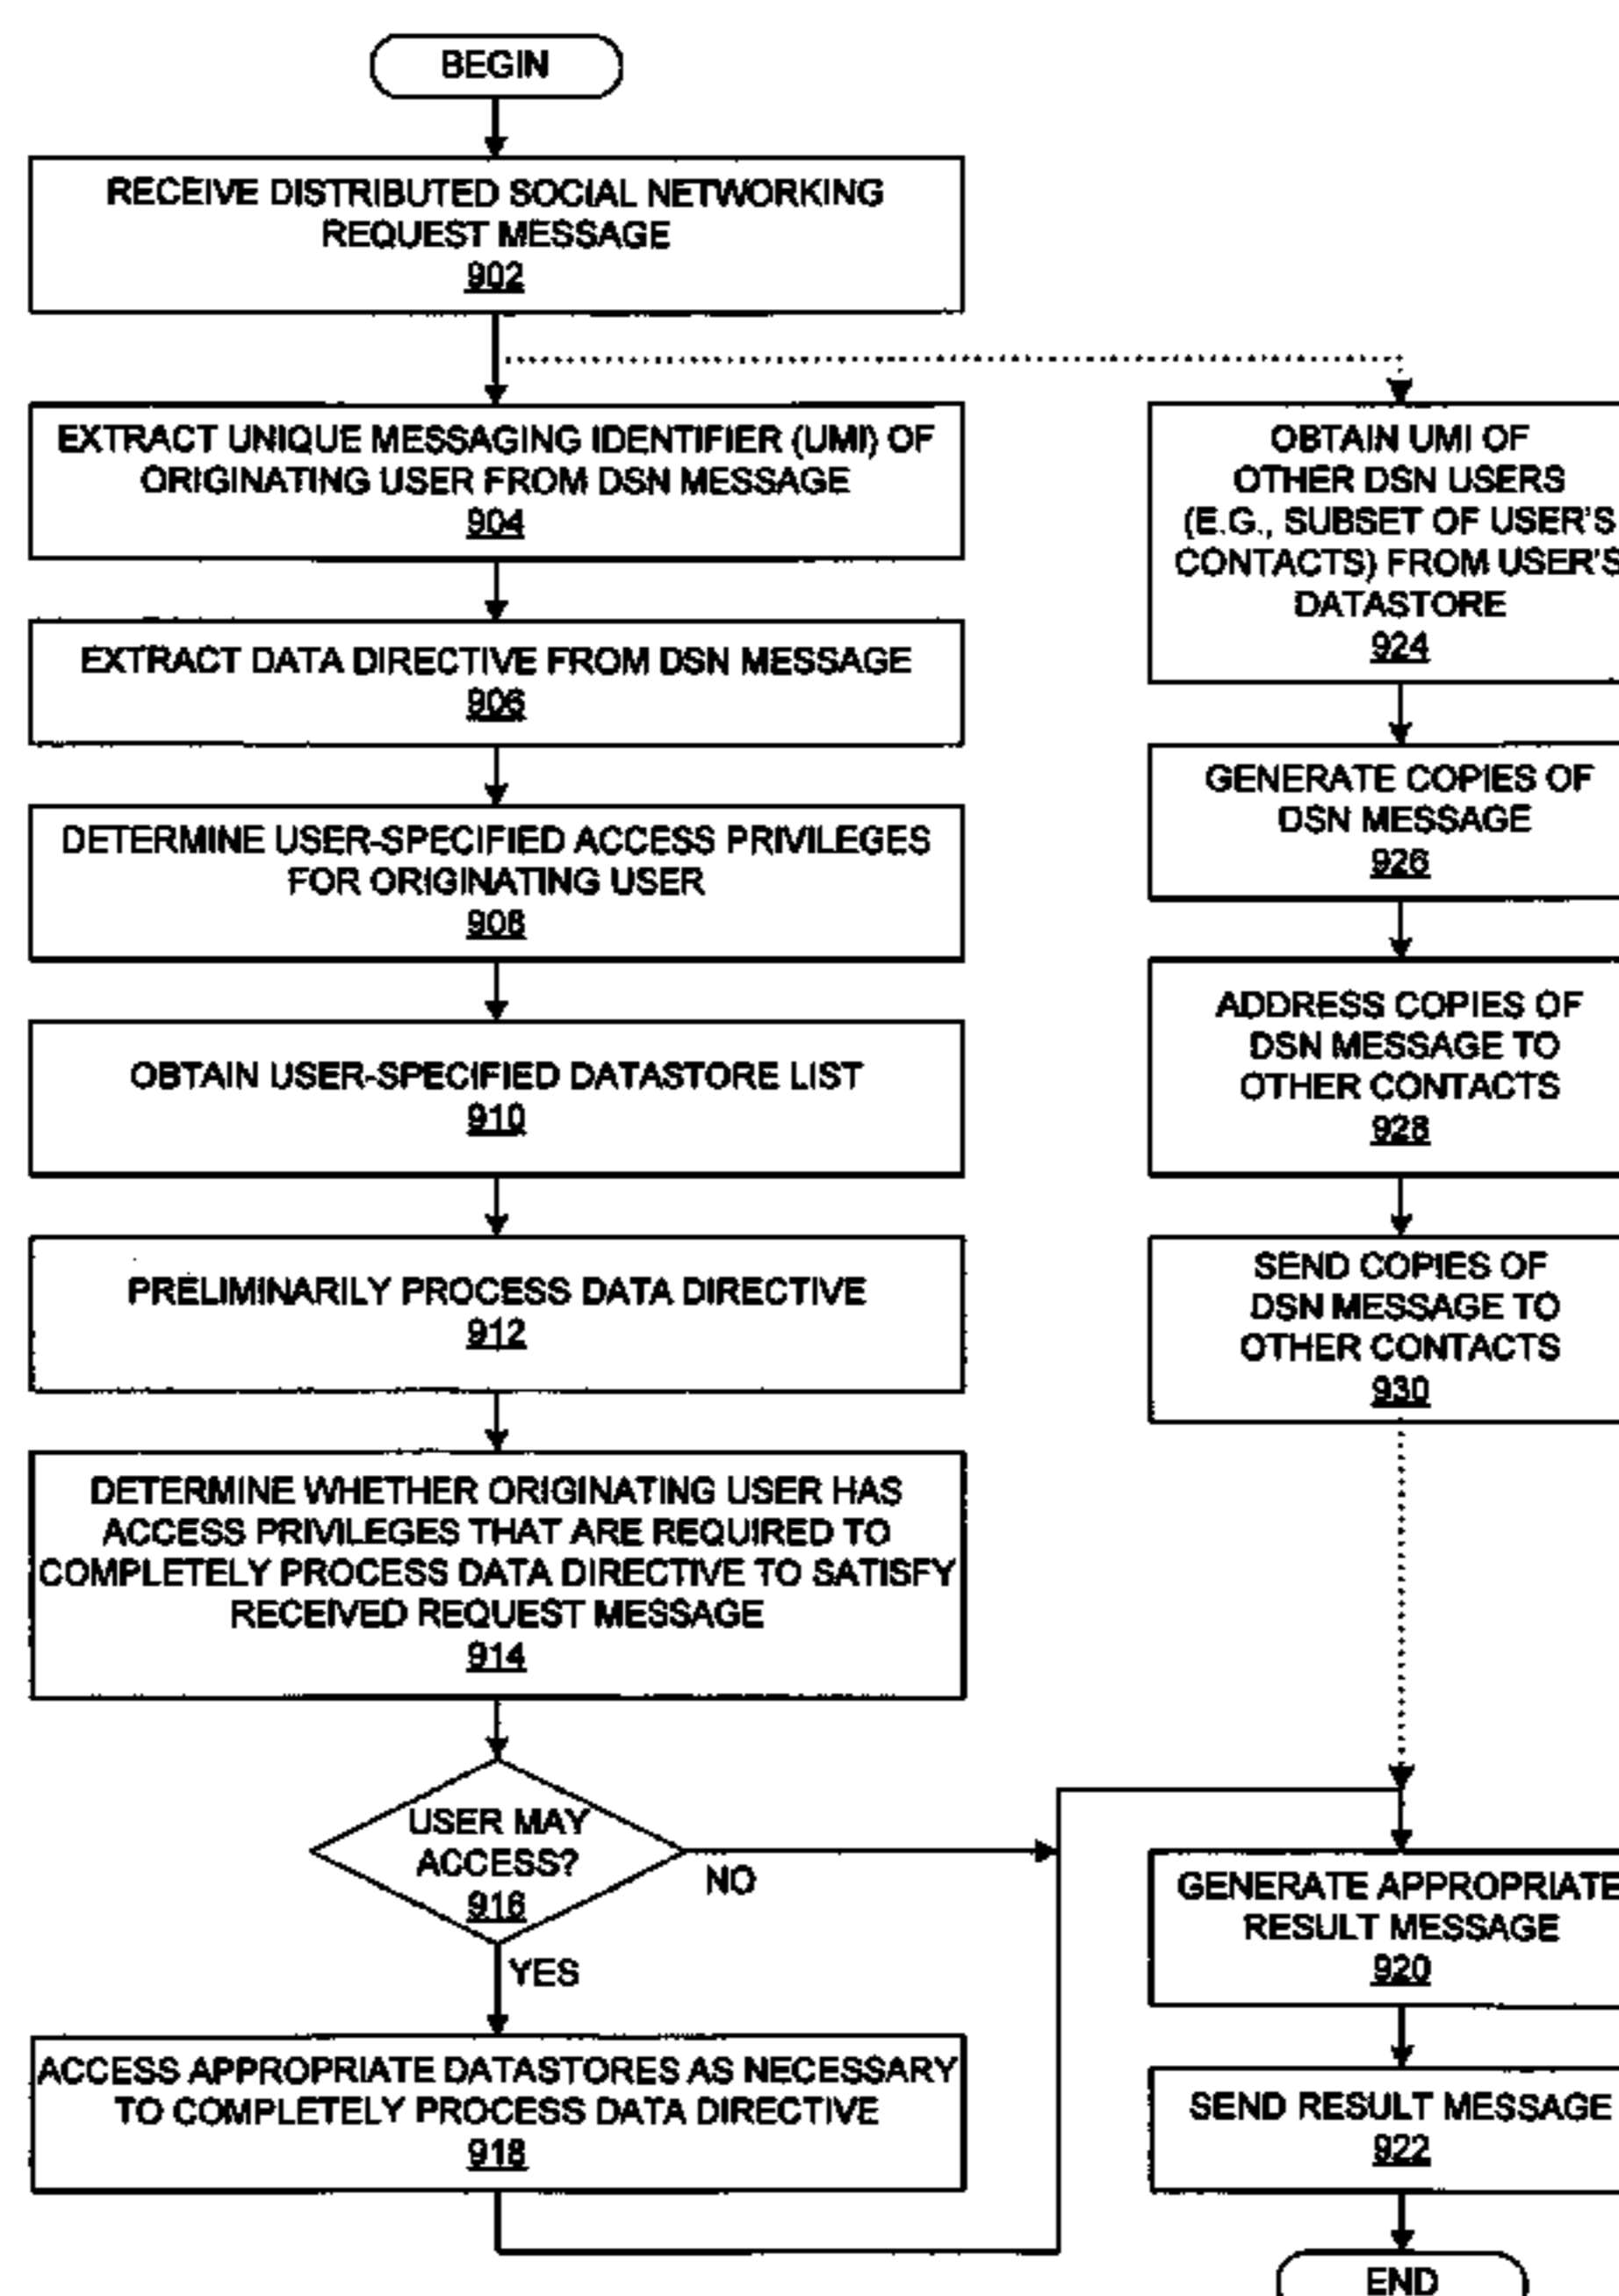 BEGIN
RECEIVE DISTRIBUTED SOCIAL NETWORKING
REQUEST MESSAGE
902
EXTRACT UNIQUE MESSAGING IDENTIFIER (UMI) OF
ORIGINATING USER FROM DSN MESSAGE
904
EXTRACT DATA DIRECTIVE FROM DSN MESSAGE
906
DETERMINE USER-SPECIFIED ACCESS PRIVILEGES
FOR ORIGINATING USER
908
OBTAIN USER-SPECIFIED DATASTORE LIST
910
PRELIMINARILY PROCESS DATA DIRECTIVE
912
DETERMINE WHETHER ORIGINATING USER HAS
ACCESS PRIVILEGES THAT ARE REQUIRED TO
COMPLETELY PROCESS DATA DIRECTIVE TO SATISFY
RECEIVED REQUEST MESSAGE
914
USER MAY
ACCESS?
916
NO
YES
ACCESS APPROPRIATE DATASTORES AS NECESSARY
TO COMPLETELY PROCESS DATA DIRECTIVE
918
OBTAIN UMI OF
OTHER DSN USERS
(E.G., SUBSET OF USER'S
CONTACTS) FROM USER'S
DATASTORE
924
GENERATE COPIES OF
DSN MESSAGE
926
ADDRESS COPIES OF
DSN MESSAGE TO
OTHER CONTACTS
928
SEND COPIES OF
DSN MESSAGE TO
OTHER CONTACTS
930
GENERATE APPROPRIATE
RESULT MESSAGE
920
SEND RESULT MESSAGE
922
END